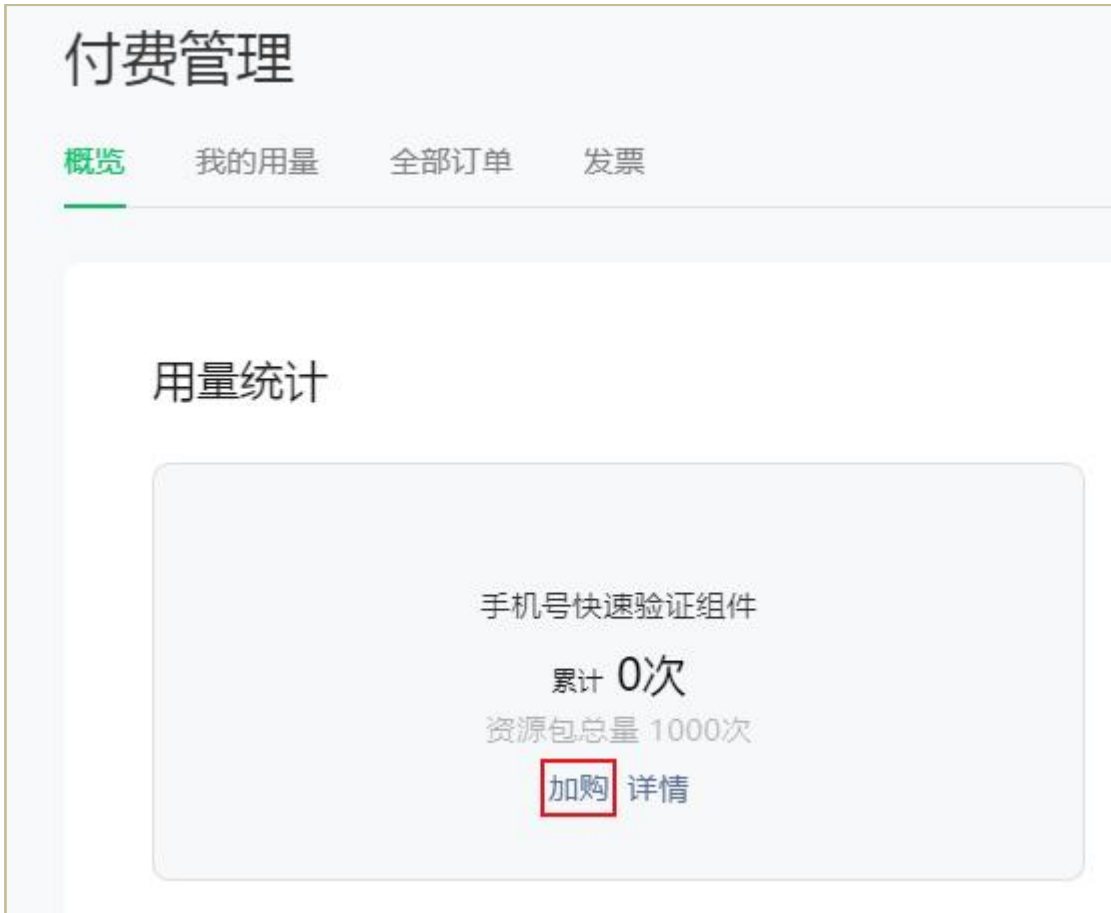 付费管理
概览 我的用量 全部订单 发票
用量统计
手机号快速验证组件
累计 0次
资源包总量 1000次
加购 详情